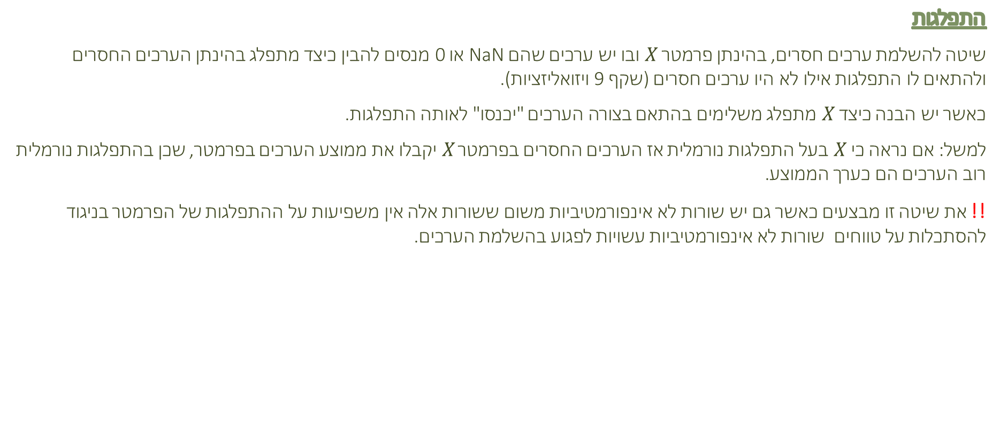 התפלגות
שיטה להשלמת ערכים חסרים, בהינתן פרמטר X ובו יש ערכים שהם NaN או 0 מנסים להבין כיצד מתפלג בהינתן הערכים החסרים
ולהתאים לו התפלגות אילו לא היו ערכים חסרים (שקף 9 ויזואליזציות).
כאשר יש הבנה כיצד X מתפלג משלימים בהתאם בצורה הערכים "יכנסו" לאותה התפלגות.
למשל: אם נראה כי X בעל התפלגות נורמלית אז הערכים החסרים בפרמטר X יקבלו את ממוצע הערכים בפרמטר, שכן בהתפלגות נורמלית
רוב הערכים הם כערך הממוצע.
!! את שיטה זו מבצעים כאשר גם יש שורות לא אינפורמטיביות משום ששורות אלה אין משפיעות על ההתפלגות של הפרמטר בניגוד
להסתכלות על טווחים  שורות לא אינפורמטיביות עשויות לפגוע בהשלמת הערכים.